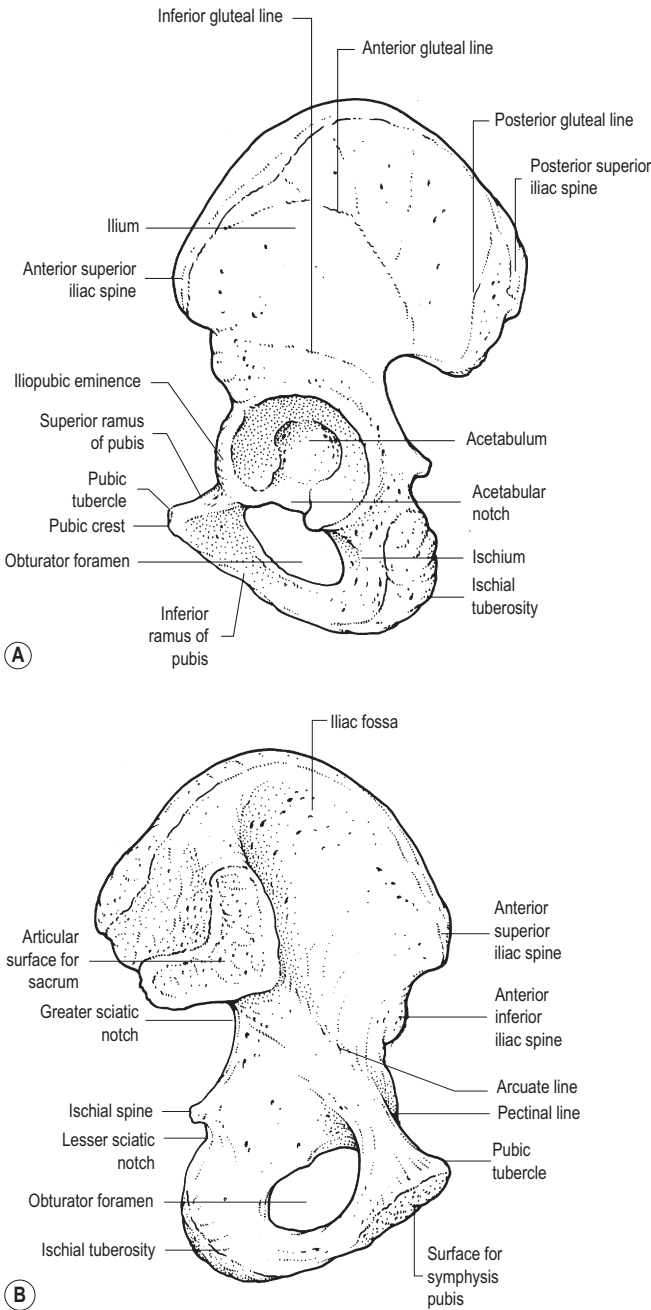 Inferior gluteal line
Anterior gluteal line
Posterior gluteal line
Posterior superior
iliac spine
Ilium
Anterior superior
iliac spine
Iliopubic eminence
Superior ramus
of pubis
Acetabulum
Pubic
tubercle
Acetabular
notch
Pubic crest
Obturator foramen
Ischium
Ischial
tuberosity
Inferior
ramus of
pubis
A
Iliac fossa
Articular
surface for
sacrum
Anterior
superior
iliac spine
Greater sciatic
notch
Anterior
inferior
iliac spine
Arcuate line
Ischial spine
Pectinal line
Lesser sciatic
notch
Pubic
tubercle
Obturator foramen
Ischial tuberosity
Surface for
symphysis
pubis
B